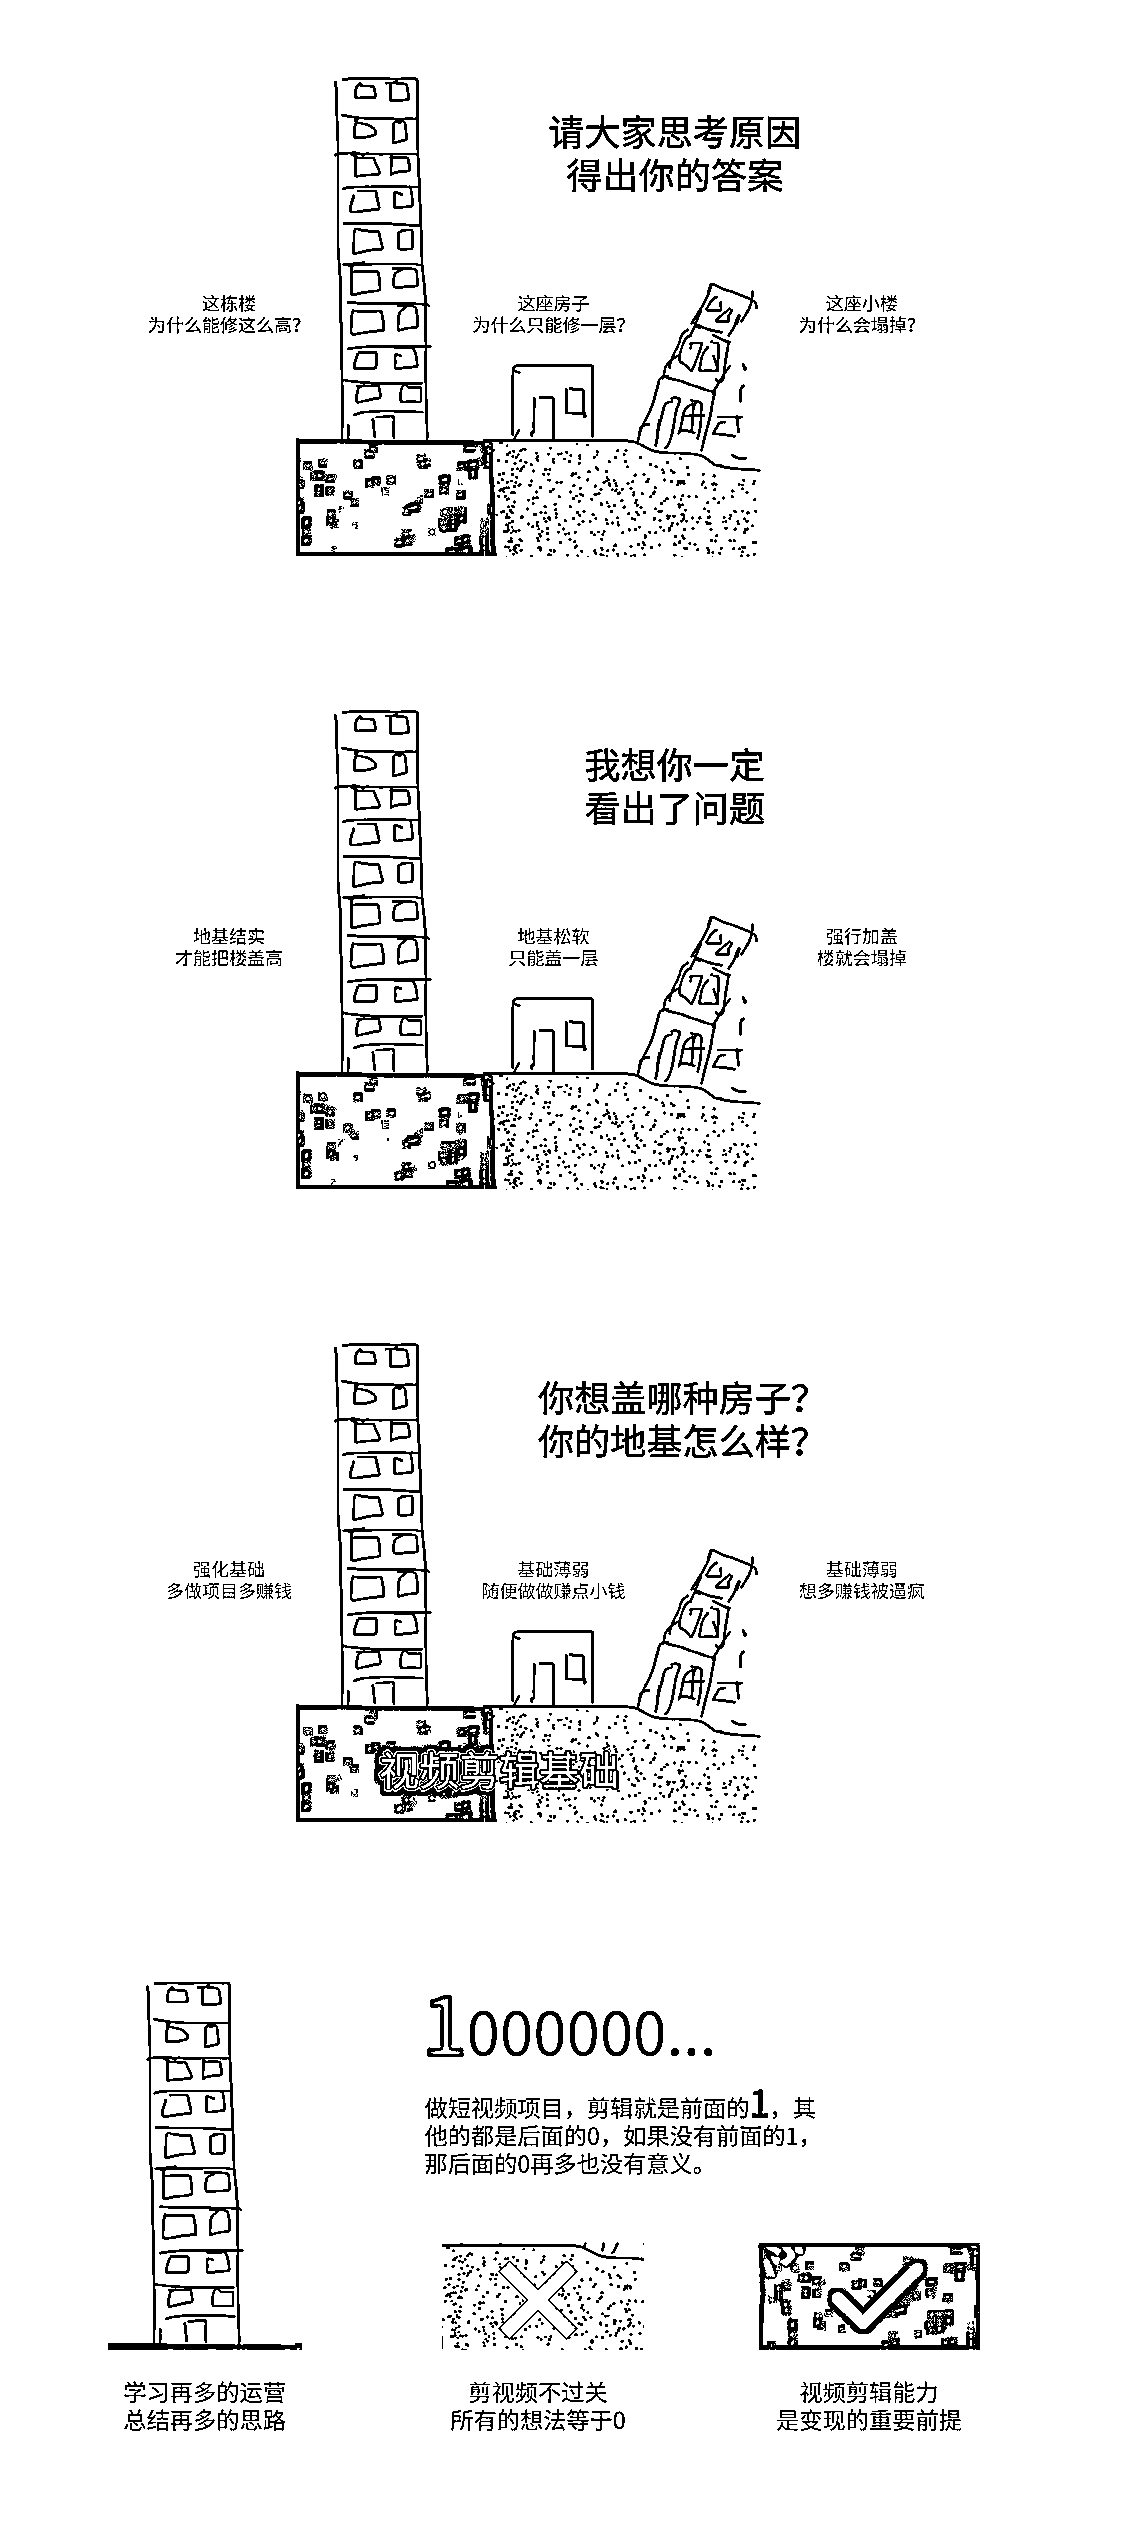 请大家思考原因
得出你的答案
这栋楼
为什么能修这么高？
这座房子
为什么只能修一层？
这座小楼
为什么会塌掉？
我想你一定
看出了问题
地基结实
才能把楼盖高
地基松软
只能盖一层
强行加盖
楼就会塌掉
你想盖哪种房子？
你的地基怎么样？
强化基础
多做项目多赚钱
基础薄弱
随便做做赚点小钱
基础薄弱
想多赚钱被逼疯
视频剪辑基础
1000000...
做短视频项目，剪辑就是前面的1，其
他的都是后面的0，如果没有前面的1，
那后面的0再多也没有意义。
学习再多的运营
总结再多的思路
剪视频不过关
所有的想法等于0
视频剪辑能力
是变现的重要前提